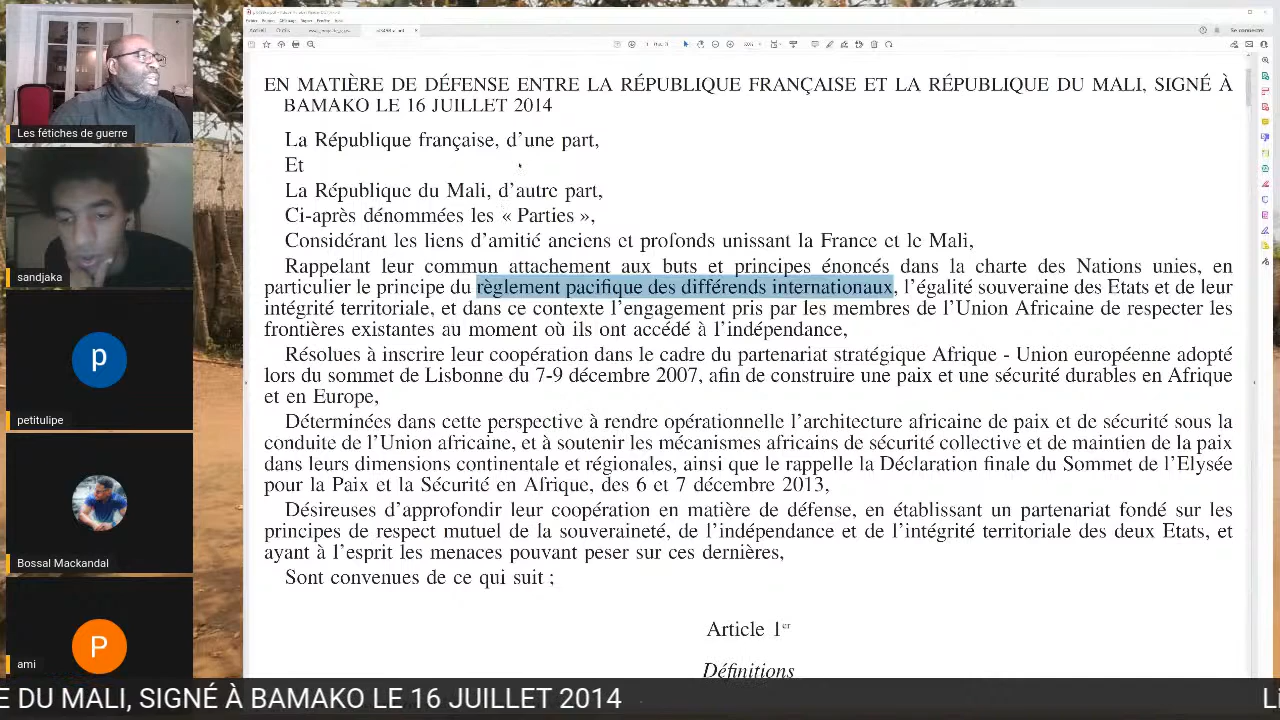 Les fétiches de guerre
sandjaka
p
petitulipe
Bossal Mackandal
P
ami
Se connecter
EN MATIÈRE DE DÉFENSE ENTRE LA RÉPUBLIQUE FRANÇAISE ET LA RÉPUBLIQUE DU MALI, SIGNÉ À
BAMAKO LE 16 JUILLET 2014
La République française, d’une part,
Et
La République du Mali, d’autre part,
Ci-après dénommées les « Parties »,
Considérant les liens d’amitié anciens et profonds unissant la France et le Mali,
Rappelant leur commun attachement aux buts et principes énoncés dans la charte des Nations unies, en
particulier le principe du règlement pacifique des différends internationaux, l’égalité souveraine des Etats et de leur
intégrité territoriale, et dans ce contexte l’engagement pris par les membres de l’Union Africaine de respecter les
frontières existantes au moment où ils ont accédé à l’indépendance,
Résolues à inscrire leur coopération dans le cadre du partenariat stratégique Afrique - Union européenne adopté
lors du sommet de Lisbonne du 7-9 décembre 2007, afin de construire une paix et une sécurité durables en Afrique
et en Europe,
Déterminées dans cette perspective à rendre opérationnelle l’architecture africaine de paix et de sécurité sous la
conduite de l’Union africaine, et à soutenir les mécanismes africains de sécurité collective et de maintien de la paix
dans leurs dimensions continentale et régionales, ainsi que le rappelle la Déclaration finale du Sommet de l’Elysée
pour la Paix et la Sécurité en Afrique, des 6 et 7 décembre 2013,
Désireuses d’approfondir leur coopération en matière de défense, en établissant un partenariat fondé sur les
principes de respect mutuel de la souveraineté, de l’indépendance et de l’intégrité territoriale des deux Etats, et
ayant à l’esprit les menaces pouvant peser sur ces dernières,
Sont convenues de ce qui suit ;
Article 1er
Définitions
E DU MALI, SIGNÉ À BAMAKO LE 16 JUILLET 2014
Li